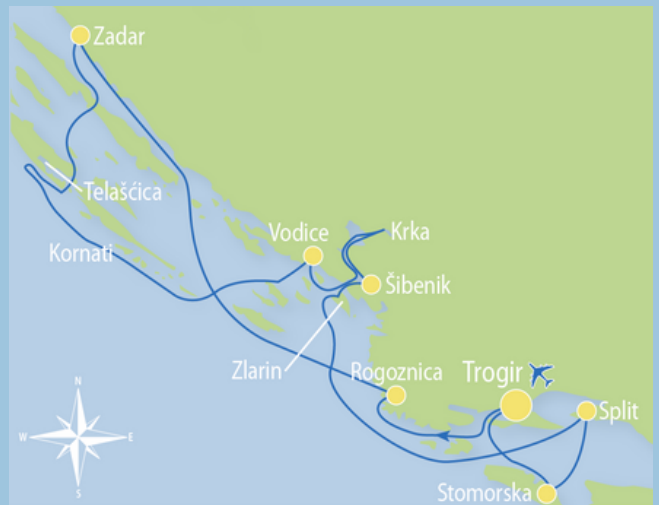 Zadar
Telašćica
Kornati
Vodice
Krka
Šibenik
Zlarin
Rogoznica
Trogir
Split
Stomorska
N
W
E
S